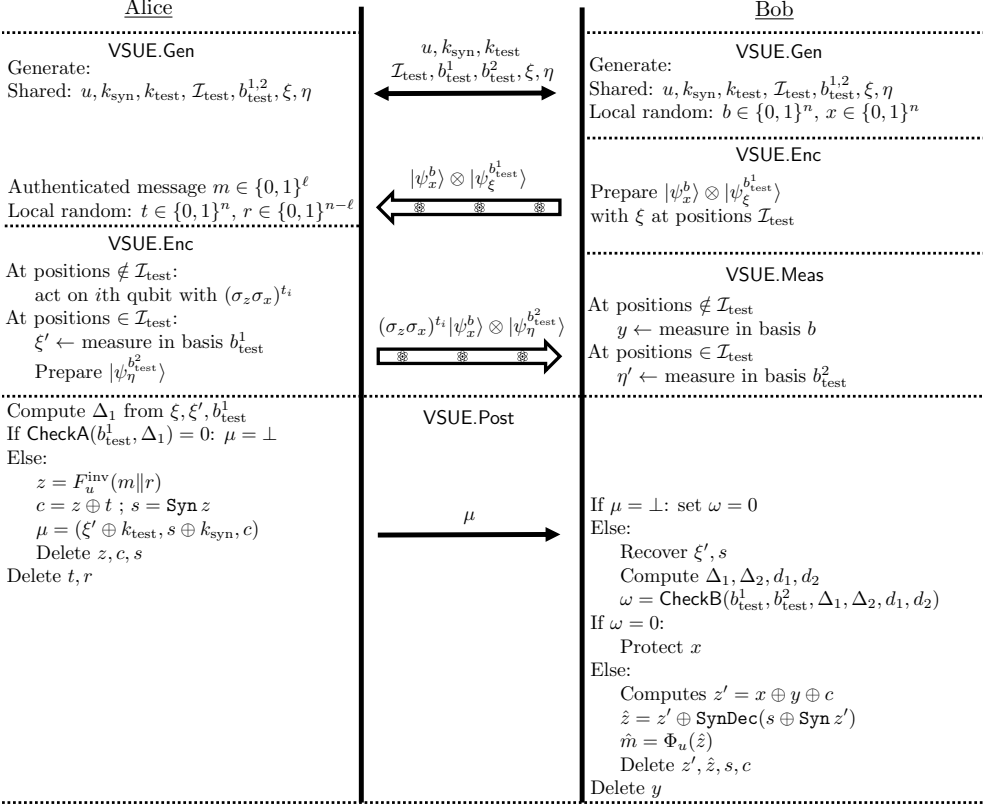 Alice
VSUE.Gen
Generate:
Shared: u, k_syn, k_test, I_test, b^{1,2}_test, ξ, η
Authenticated message m ∈ {0, 1}^ℓ
Local random: t ∈ {0, 1}^n, r ∈ {0, 1}^{n−ℓ}
VSUE.Enc
At positions ∉ I_test:
act on ith qubit with (σ_zσ_x)^{t_i}
At positions ∈ I_test:
ξ′ ← measure in basis b^1_test
Prepare |ψ^{b^2_test}_η⟩
Compute Δ_1 from ξ, ξ′, b^1_test
If CheckA(b^1_test, Δ_1) = 0: μ = ⊥
Else:
z = F^inv_u(m‖r)
c = z ⊕ t ; s = Syn z
μ = (ξ′ ⊕ k_test, s ⊕ k_syn, c)
Delete z, c, s
Delete t, r
u, k_syn, k_test
I_test, b^1_test, b^2_test, ξ, η
|ψ^b_x⟩ ⊗ |ψ^{b^1_test}_ξ⟩
(σ_zσ_x)^{t_i}|ψ^b_x⟩ ⊗ |ψ^{b^2_test}_η⟩
VSUE.Post
μ
Bob
VSUE.Gen
Generate:
Shared: u, k_syn, k_test, I_test, b^{1,2}_test, ξ, η
Local random: b ∈ {0, 1}^n, x ∈ {0, 1}^n
VSUE.Enc
Prepare |ψ^b_x⟩ ⊗ |ψ^{b^1_test}_ξ⟩
with ξ at positions I_test
VSUE.Meas
At positions ∉ I_test
y ← measure in basis b
At positions ∈ I_test
η′ ← measure in basis b^2_test
If μ = ⊥: set ω = 0
Else:
Recover ξ′, s
Compute Δ_1, Δ_2, d_1, d_2
ω = CheckB(b^1_test, b^2_test, Δ_1, Δ_2, d_1, d_2)
If ω = 0:
Protect x
Else:
Computes z′ = x ⊕ y ⊕ c
ẑ = z′ ⊕ SynDec(s ⊕ Syn z′)
m̂ = Φ_u(ẑ)
Delete z′, ẑ, s, c
Delete y